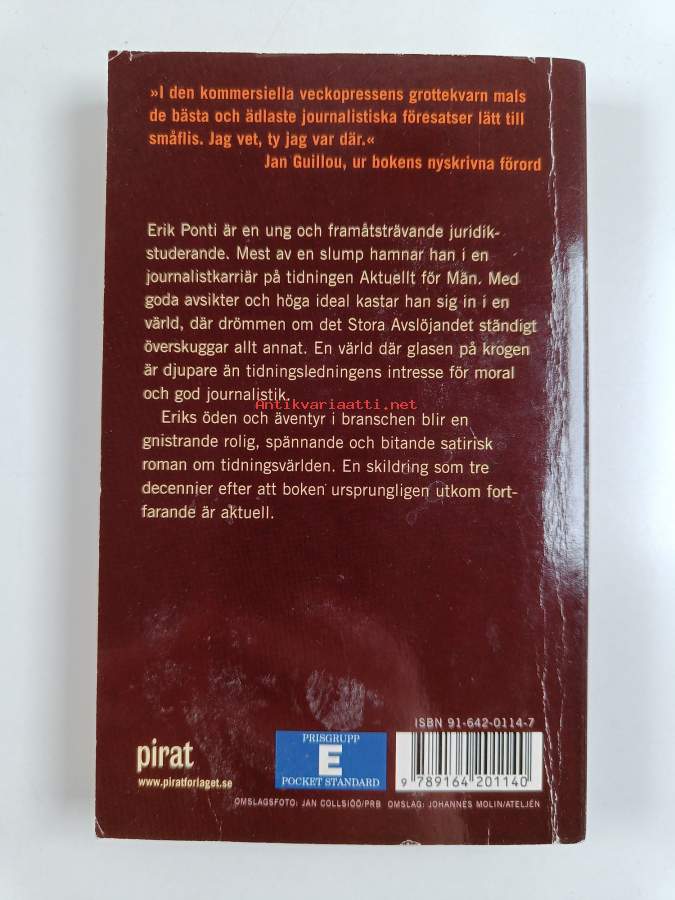 »I den kommersiella veckopressens grottekvarn mals
de bästa och ädlaste journalistiska föresatser lätt till
småflis. Jag vet, ty jag var där.«
Jan Guillou, ur bokens nyskrivna förord
Erik Ponti är en ung och framåtsträvande juridik-
studerande. Mest av en slump hamnar han i en
journalistkarriär på tidningen Aktuellt för Män. Med
goda avsikter och höga ideal kastar han sig in i en
värld, där drömmen om det Stora Avslöjandet ständigt
överskuggar allt annat. En värld där glasen på krogen
är djupare än tidningsledningens intresse för moral
och god journalistik.
Antikvariaatti.net
Eriks öden och äventyr i branschen blir en
gnistrande rolig, spännande och bitande satirisk
roman om tidningsvärlden. En skildring som tre
decennier efter att boken ursprungligen utkom fort-
farande är aktuell.
ISBN 91-642-0114-7
pirat
www.piratforlaget.se
PRISGRUPP
E
POCKET STANDARD
9 789164 201140
OMSLAGSFOTO: JAN COLLSIÖÖ/PRB OMSLAG: JOHANNES MOLIN/ATELJÉN